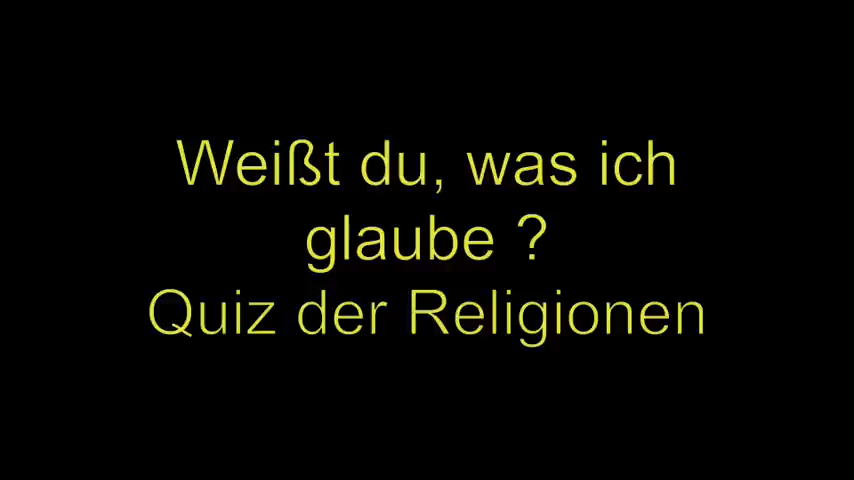 Weißt du, was ich
glaube ?
Quiz der Religionen